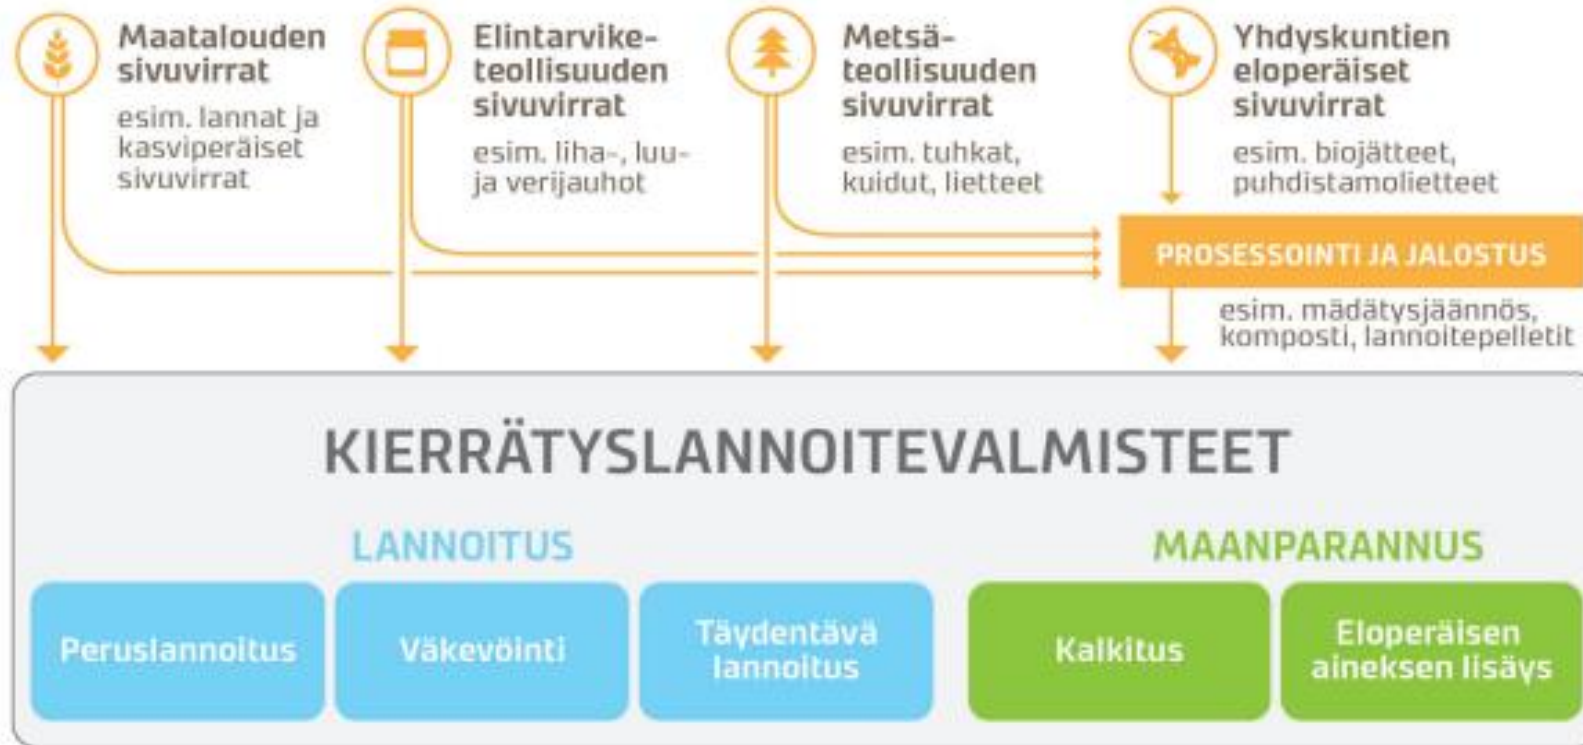 Maatalouden
sivuvirrat
esim. lannat ja
kasviperäiset
sivuvirrat
Elintarvike-
teollisuuden
sivuvirrat
esim. liha-, luu-
ja verijauhot
Metsä-
teollisuuden
sivuvirrat
esim. tuhkat,
kuidut, lietteet
Yhdyskuntien
eloperäiset
sivuvirrat
esim. biojätteet,
puhdistamolietteet
PROSESSOINTI JA JALOSTUS
esim. mädätysjäännös,
komposti, lannoitepelletit
KIERRÄTYSLANNOITEVALMISTEET
LANNOITUS
Peruslannoitus
Väkevöinti
Täydentävä
lannoitus
MAANPARANNUS
Kalkitus
Eloperäisen
aineksen lisäys